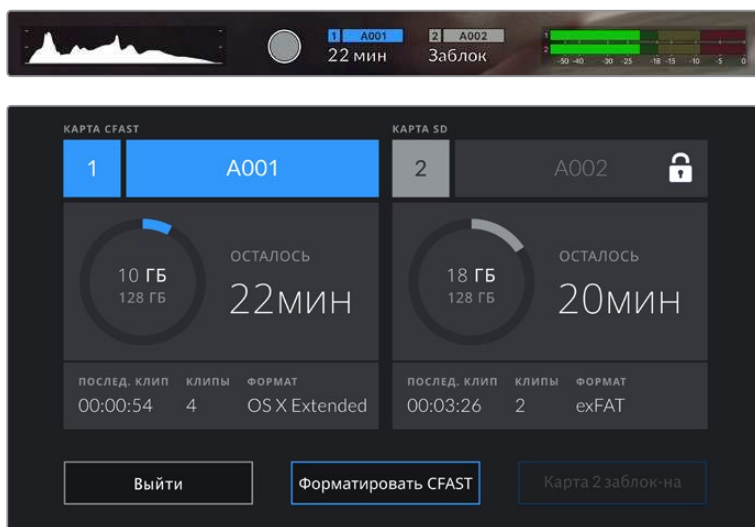 1 A001 2 A002
22 мин Заблок
1
2
-50 -40 -30 -25 -18 -15 -10 -5 0
КАРТА CFAST КАРТА SD
1 A001 2 A002
ОСТАЛОСЬ ОСТАЛОСЬ
10 ГБ 18 ГБ
128 ГБ 22мин 128 ГБ 20мин
ПОСЛЕД. КЛИП КЛИПЫ ФОРМАТ ПОСЛЕД. КЛИП КЛИПЫ ФОРМАТ
00:00:54 4 OS X Extended 00:03:26 2 exFAT
Выйти Форматировать CFAST Карта 2 заблок-на